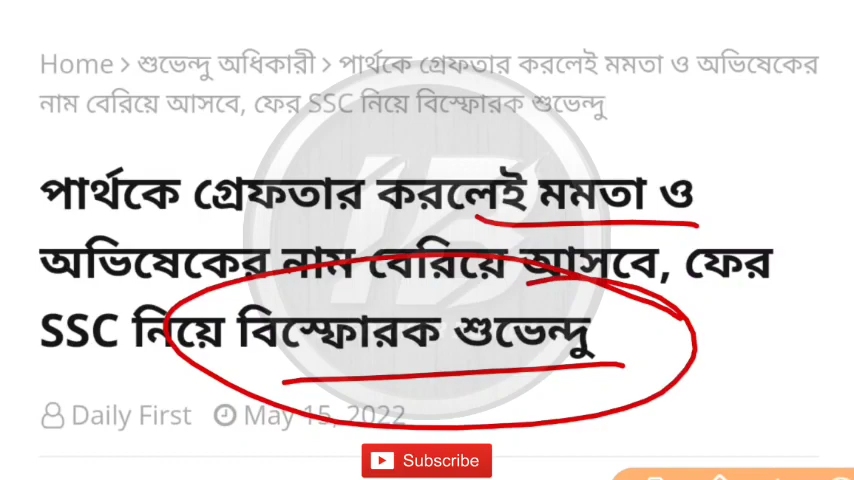 Home > শুভেন্দু অধিকারী > পার্থকে গ্রেফতার করলেই মমতা ও অভিষেকের
নাম বেরিয়ে আসবে, ফের SSC নিয়ে বিস্ফোরক শুভেন্দু
পার্থকে গ্রেফতার করলেই মমতা ও
অভিষেকের নাম বেরিয়ে আসবে, ফের
SSC নিয়ে বিস্ফোরক শুভেন্দু
Daily First May 15, 2022
Subscribe